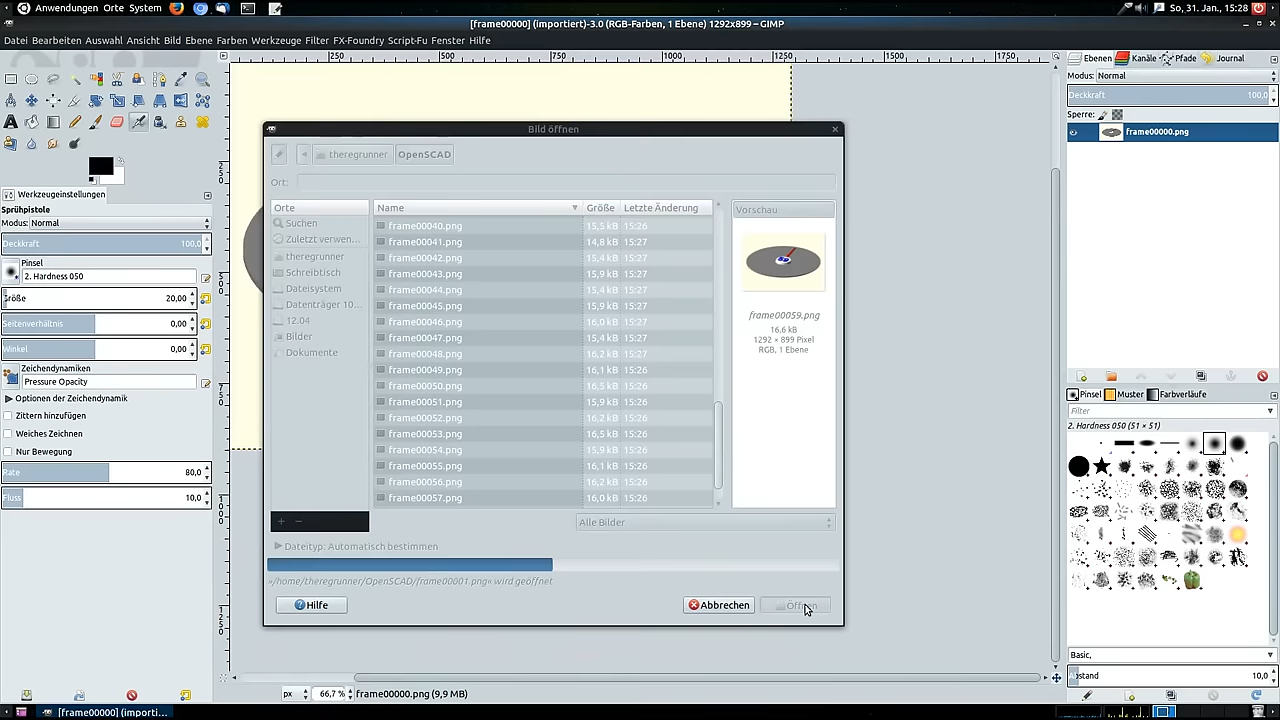 Anwendungen Orte System
So, 31. Jan., 15:28
[frame00000] (importiert)-3.0 (RGB-Farben, 1 Ebene) 1292x899 – GIMP
Datei Bearbeiten Auswahl Ansicht Bild Ebene Farben Werkzeuge Filter FX-Foundry Script-Fu Fenster Hilfe
250 500 750 1000 1250 1500 1750
Werkzeugeinstellungen
Sprühpistole
Modus: Normal
Deckkraft 100,0
Pinsel
2. Hardness 050
Größe 20,00
Seitenverhältnis 0,00
Winkel 0,00
Zeichendynamiken
Pressure Opacity
Optionen der Zeichendynamik
Zittern hinzufügen
Weiches Zeichnen
Nur Bewegung
Rate 80,0
Fluss 10,0
Bild öffnen
theregrunner OpenSCAD
Ort:
Orte
Suchen
Zuletzt verwen...
theregrunner
Schreibtisch
Dateisystem
Datenträger 10...
12.04
Bilder
Dokumente
Name Größe Letzte Änderung
frame00040.png 15,5 kB 15:26
frame00041.png 14,8 kB 15:27
frame00042.png 15,4 kB 15:27
frame00043.png 15,9 kB 15:27
frame00044.png 15,4 kB 15:27
frame00045.png 15,9 kB 15:27
frame00046.png 16,0 kB 15:27
frame00047.png 15,4 kB 15:27
frame00048.png 16,2 kB 15:27
frame00049.png 16,1 kB 15:26
frame00050.png 16,5 kB 15:26
frame00051.png 15,9 kB 15:26
frame00052.png 16,2 kB 15:26
frame00053.png 16,5 kB 15:26
frame00054.png 15,9 kB 15:26
frame00055.png 16,1 kB 15:26
frame00056.png 16,2 kB 15:26
frame00057.png 16,0 kB 15:26
Vorschau
frame00059.png
16,6 kB
1292 × 899 Pixel
RGB, 1 Ebene
Alle Bilder
Dateityp: Automatisch bestimmen
»/home/theregrunner/OpenSCAD/frame00001.png« wird geöffnet
Hilfe
Abbrechen
Öffnen
px 66,7 % frame00000.png (9,9 MB)
Ebenen Kanäle Pfade Journal
Modus: Normal
Deckkraft 100,0
Sperre:
frame00000.png
Pinsel Muster Farbverläufe
Filter
2. Hardness 050 (51 × 51)
Basic,
stand 10,0
[frame00000] (importi...